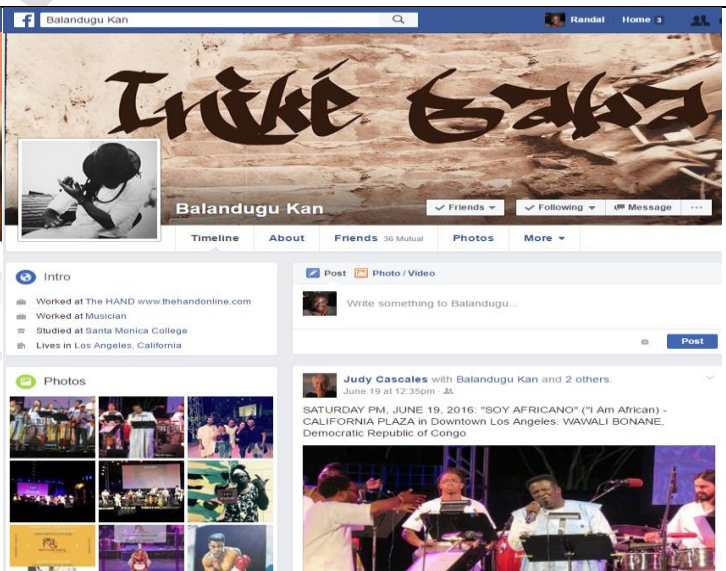 Balandugu Kan
Randal
Home 3
Iniké Baba
Balandugu Kan
Friends
Following
Message
Timeline
About
Friends 36 Mutual
Photos
More
Intro
Worked at The HAND www.thehandonline.com
Worked at Musician
Studied at Santa Monica College
Lives in Los Angeles, California
Photos
Post
Photo / Video
Write something to Balandugu...
Post
Judy Cascales with Balandugu Kan and 2 others.
June 19 at 12:35pm ·
SATURDAY PM, JUNE 19, 2016: "SOY AFRICANO" ("I Am African) -
CALIFORNIA PLAZA in Downtown Los Angeles. WAWALI BONANE,
Democratic Republic of Congo